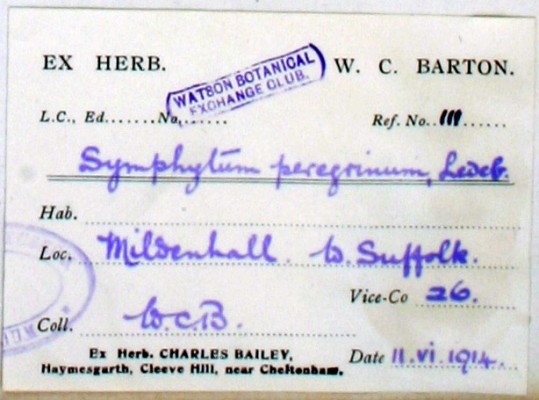 EX HERB. W. C. BARTON.
WATSON BOTANICAL
EXCHANGE CLUB.
L.C., Ed.......No........ Ref. No..111......
Symphytum peregrinum, Ledeb.
Hab.
Loc. Mildenhall. W. Suffolk.
Vice-Co 26.
Coll. W.C.B.
Ex Herb. CHARLES BAILEY,
Haymesgarth, Cleeve Hill, near Cheltenham.
Date 11.vi.1914.